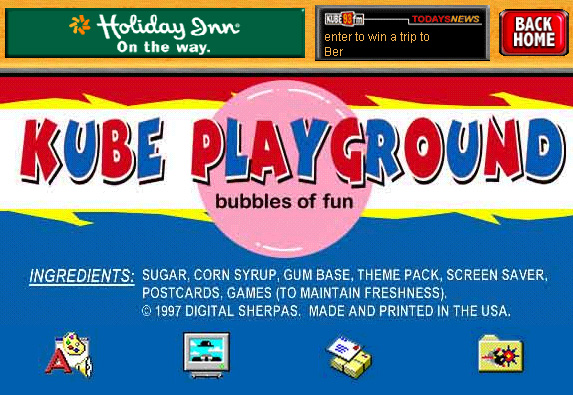 Holiday Inn®
On the way.
KUBE 93fm
TODAYSNEWS
enter to win a trip to
Ber
BACK
HOME
KUBE PLAYGROUND
bubbles of fun
INGREDIENTS: SUGAR, CORN SYRUP, GUM BASE, THEME PACK, SCREEN SAVER,
POSTCARDS, GAMES (TO MAINTAIN FRESHNESS).
© 1997 DIGITAL SHERPAS. MADE AND PRINTED IN THE USA.
A